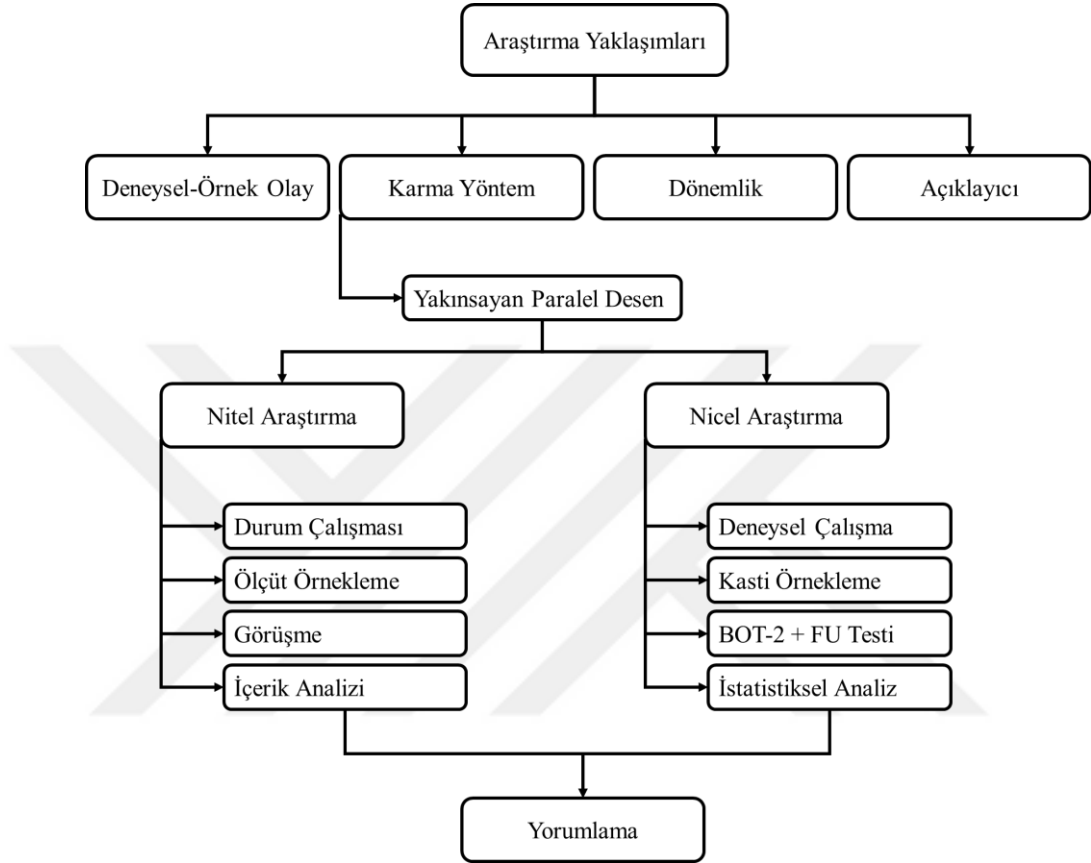 Araştırma Yaklaşımları
Deneysel-Örnek Olay
Karma Yöntem
Dönemlik
Açıklayıcı
Yakınsayan Paralel Desen
Nitel Araştırma
Nicel Araştırma
Durum Çalışması
Ölçüt Örnekleme
Görüşme
İçerik Analizi
Deneysel Çalışma
Kasti Örnekleme
BOT-2 + FU Testi
İstatistiksel Analiz
Yorumlama